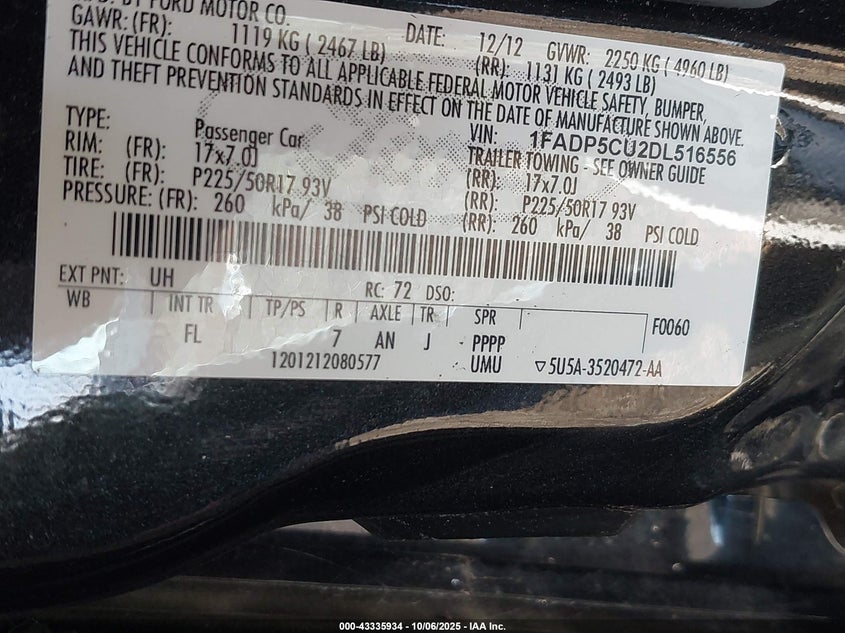 BY FORD MOTOR CO.
GAWR: (FR): 1119 KG ( 2467 LB) DATE: 12/12 GVWR: 2250 KG ( 4960 LB)
(RR): 1131 KG ( 2493 LB)
THIS VEHICLE CONFORMS TO ALL APPLICABLE FEDERAL MOTOR VEHICLE SAFETY, BUMPER,
AND THEFT PREVENTION STANDARDS IN EFFECT ON THE DATE OF MANUFACTURE SHOWN ABOVE.
VIN: 1FADP5CU2DL516556
TYPE: Passenger Car TRAILER TOWING - SEE OWNER GUIDE
RIM: (FR): 17x7.0J (RR): 17x7.0J
TIRE: (FR): P225/50R17 93V (RR): P225/50R17 93V
PRESSURE: (FR): 260 kPa/ 38 PSI COLD (RR): 260 kPa/ 38 PSI COLD
EXT PNT: UH RC: 72 DSO:
WB INT TR TP/PS R AXLE TR SPR F0060
FL 7 AN J PPPP
1201212080577 UMU ▽5U5A-3520472-AA
000-43335934 - 10/06/2025 - IAA Inc.